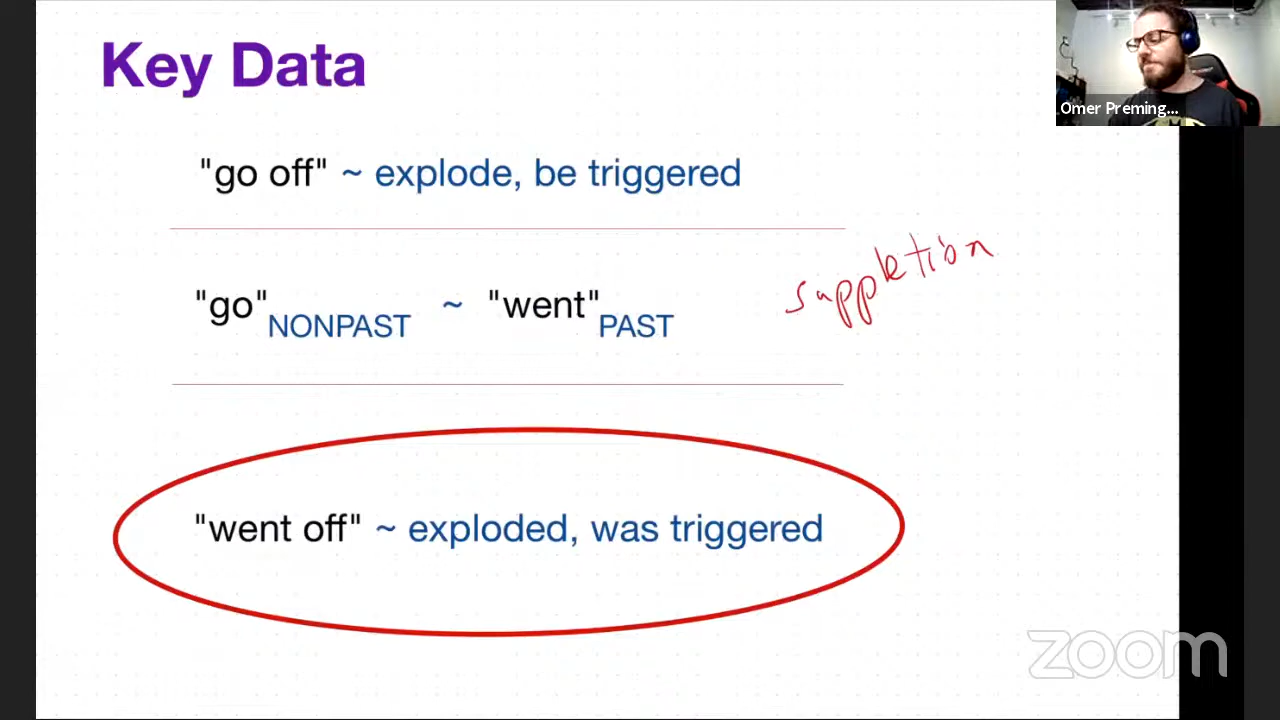 Key Data
Omer Preming...
"go off" ~ explode, be triggered
suppletion
"go"NONPAST ~ "went"PAST
"went off" ~ exploded, was triggered
zoom